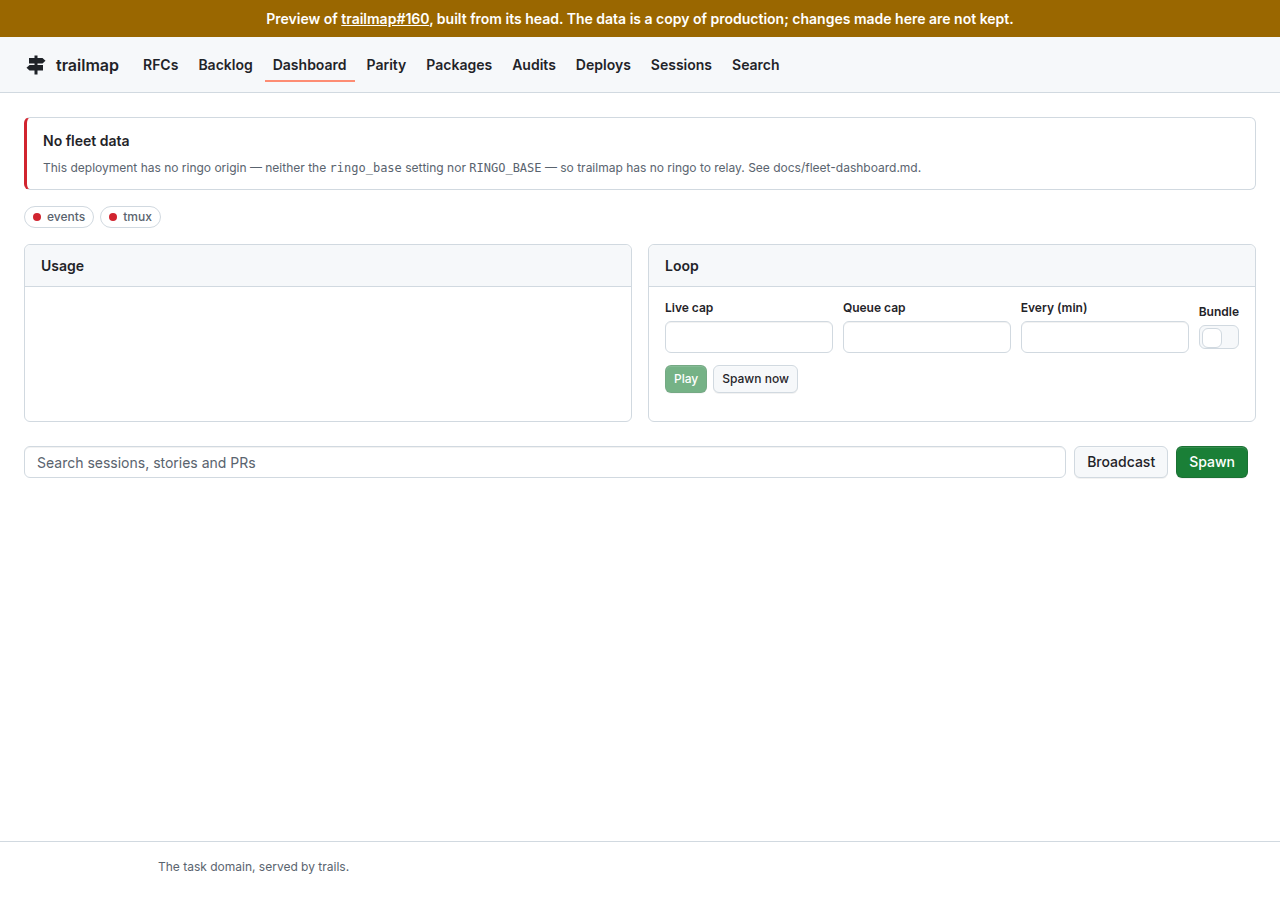 Preview of trailmap#160, built from its head. The data is a copy of production; changes made here are not kept.
trailmap RFCs Backlog Dashboard Parity Packages Audits Deploys Sessions Search
No fleet data
This deployment has no ringo origin — neither the ringo_base setting nor RINGO_BASE — so trailmap has no ringo to relay. See docs/fleet-dashboard.md.
events tmux
Usage
Loop
Live cap Queue cap Every (min) Bundle
Play Spawn now
Search sessions, stories and PRs Broadcast Spawn
The task domain, served by trails.